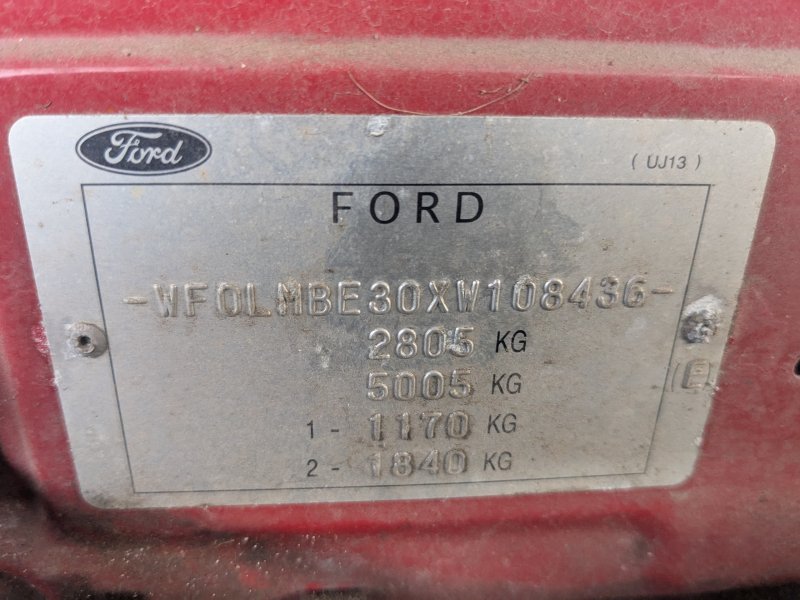 Ford
( UJ13 )
FORD
-WF0LMBE30XW108436-
2805 KG
5005 KG
1 - 1170 KG
2 - 1840 KG